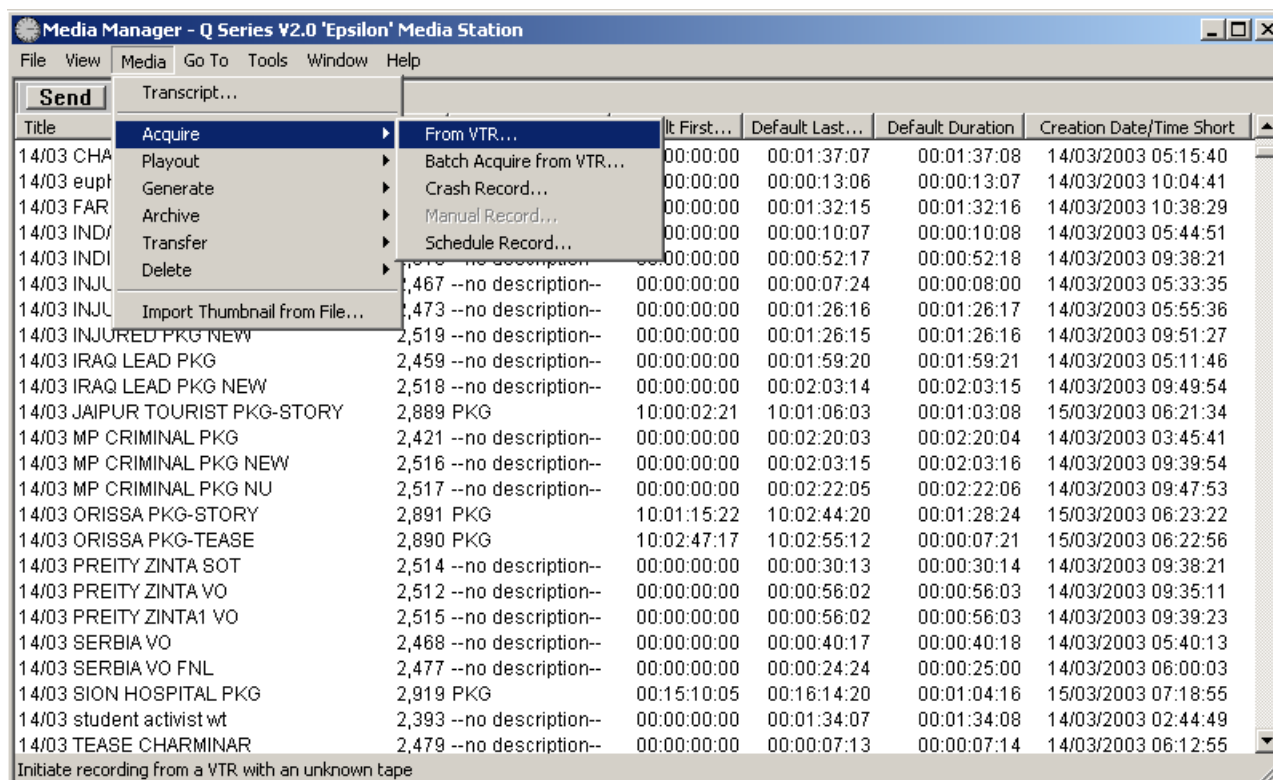 Media Manager - Q Series V2.0 'Epsilon' Media Station
File View Media Go To Tools Window Help
Send Transcript...
Title Acquire From VTR... lt First... Default Last... Default Duration Creation Date/Time Short
14/03 CHA Playout Batch Acquire from VTR... 00:00:00 00:01:37:07 00:01:37:08 14/03/2003 05:15:40
14/03 euph Generate Crash Record... 00:00:00 00:00:13:06 00:00:13:07 14/03/2003 10:04:41
14/03 FAR Archive Manual Record... 00:00:00 00:01:32:15 00:01:32:16 14/03/2003 10:38:29
14/03 IND Transfer Schedule Record... 00:00:00 00:00:10:07 00:00:10:08 14/03/2003 05:44:51
14/03 INDI Delete 00:00:00:00 00:00:52:17 00:00:52:18 14/03/2003 09:38:21
14/03 INJU ,467 --no description-- 00:00:00:00 00:00:07:24 00:00:08:00 14/03/2003 05:33:35
14/03 INJU Import Thumbnail from File... ,473 --no description-- 00:00:00:00 00:01:26:16 00:01:26:17 14/03/2003 05:55:36
14/03 INJURED PKG NEW 2,519 --no description-- 00:00:00:00 00:01:26:15 00:01:26:16 14/03/2003 09:51:27
14/03 IRAQ LEAD PKG 2,459 --no description-- 00:00:00:00 00:01:59:20 00:01:59:21 14/03/2003 05:11:46
14/03 IRAQ LEAD PKG NEW 2,518 --no description-- 00:00:00:00 00:02:03:14 00:02:03:15 14/03/2003 09:49:54
14/03 JAIPUR TOURIST PKG-STORY 2,889 PKG 10:00:02:21 10:01:06:03 00:01:03:08 15/03/2003 06:21:34
14/03 MP CRIMINAL PKG 2,421 --no description-- 00:00:00:00 00:02:20:03 00:02:20:04 14/03/2003 03:45:41
14/03 MP CRIMINAL PKG NEW 2,516 --no description-- 00:00:00:00 00:02:03:15 00:02:03:16 14/03/2003 09:39:54
14/03 MP CRIMINAL PKG NU 2,517 --no description-- 00:00:00:00 00:02:22:05 00:02:22:06 14/03/2003 09:47:53
14/03 ORISSA PKG-STORY 2,891 PKG 10:01:15:22 10:02:44:20 00:01:28:24 15/03/2003 06:23:22
14/03 ORISSA PKG-TEASE 2,890 PKG 10:02:47:17 10:02:55:12 00:00:07:21 15/03/2003 06:22:56
14/03 PREITY ZINTA SOT 2,514 --no description-- 00:00:00:00 00:00:30:13 00:00:30:14 14/03/2003 09:38:21
14/03 PREITY ZINTA VO 2,512 --no description-- 00:00:00:00 00:00:56:02 00:00:56:03 14/03/2003 09:35:11
14/03 PREITY ZINTA1 VO 2,515 --no description-- 00:00:00:00 00:00:56:02 00:00:56:03 14/03/2003 09:39:23
14/03 SERBIA VO 2,468 --no description-- 00:00:00:00 00:00:40:17 00:00:40:18 14/03/2003 05:40:13
14/03 SERBIA VO FNL 2,477 --no description-- 00:00:00:00 00:00:24:24 00:00:25:00 14/03/2003 06:00:03
14/03 SION HOSPITAL PKG 2,919 PKG 00:15:10:05 00:16:14:20 00:01:04:16 15/03/2003 07:18:55
14/03 student activist wt 2,393 --no description-- 00:00:00:00 00:01:34:07 00:01:34:08 14/03/2003 02:44:49
14/03 TEASE CHARMINAR 2,479 --no description-- 00:00:00:00 00:00:07:13 00:00:07:14 14/03/2003 06:12:55
Initiate recording from a VTR with an unknown tape